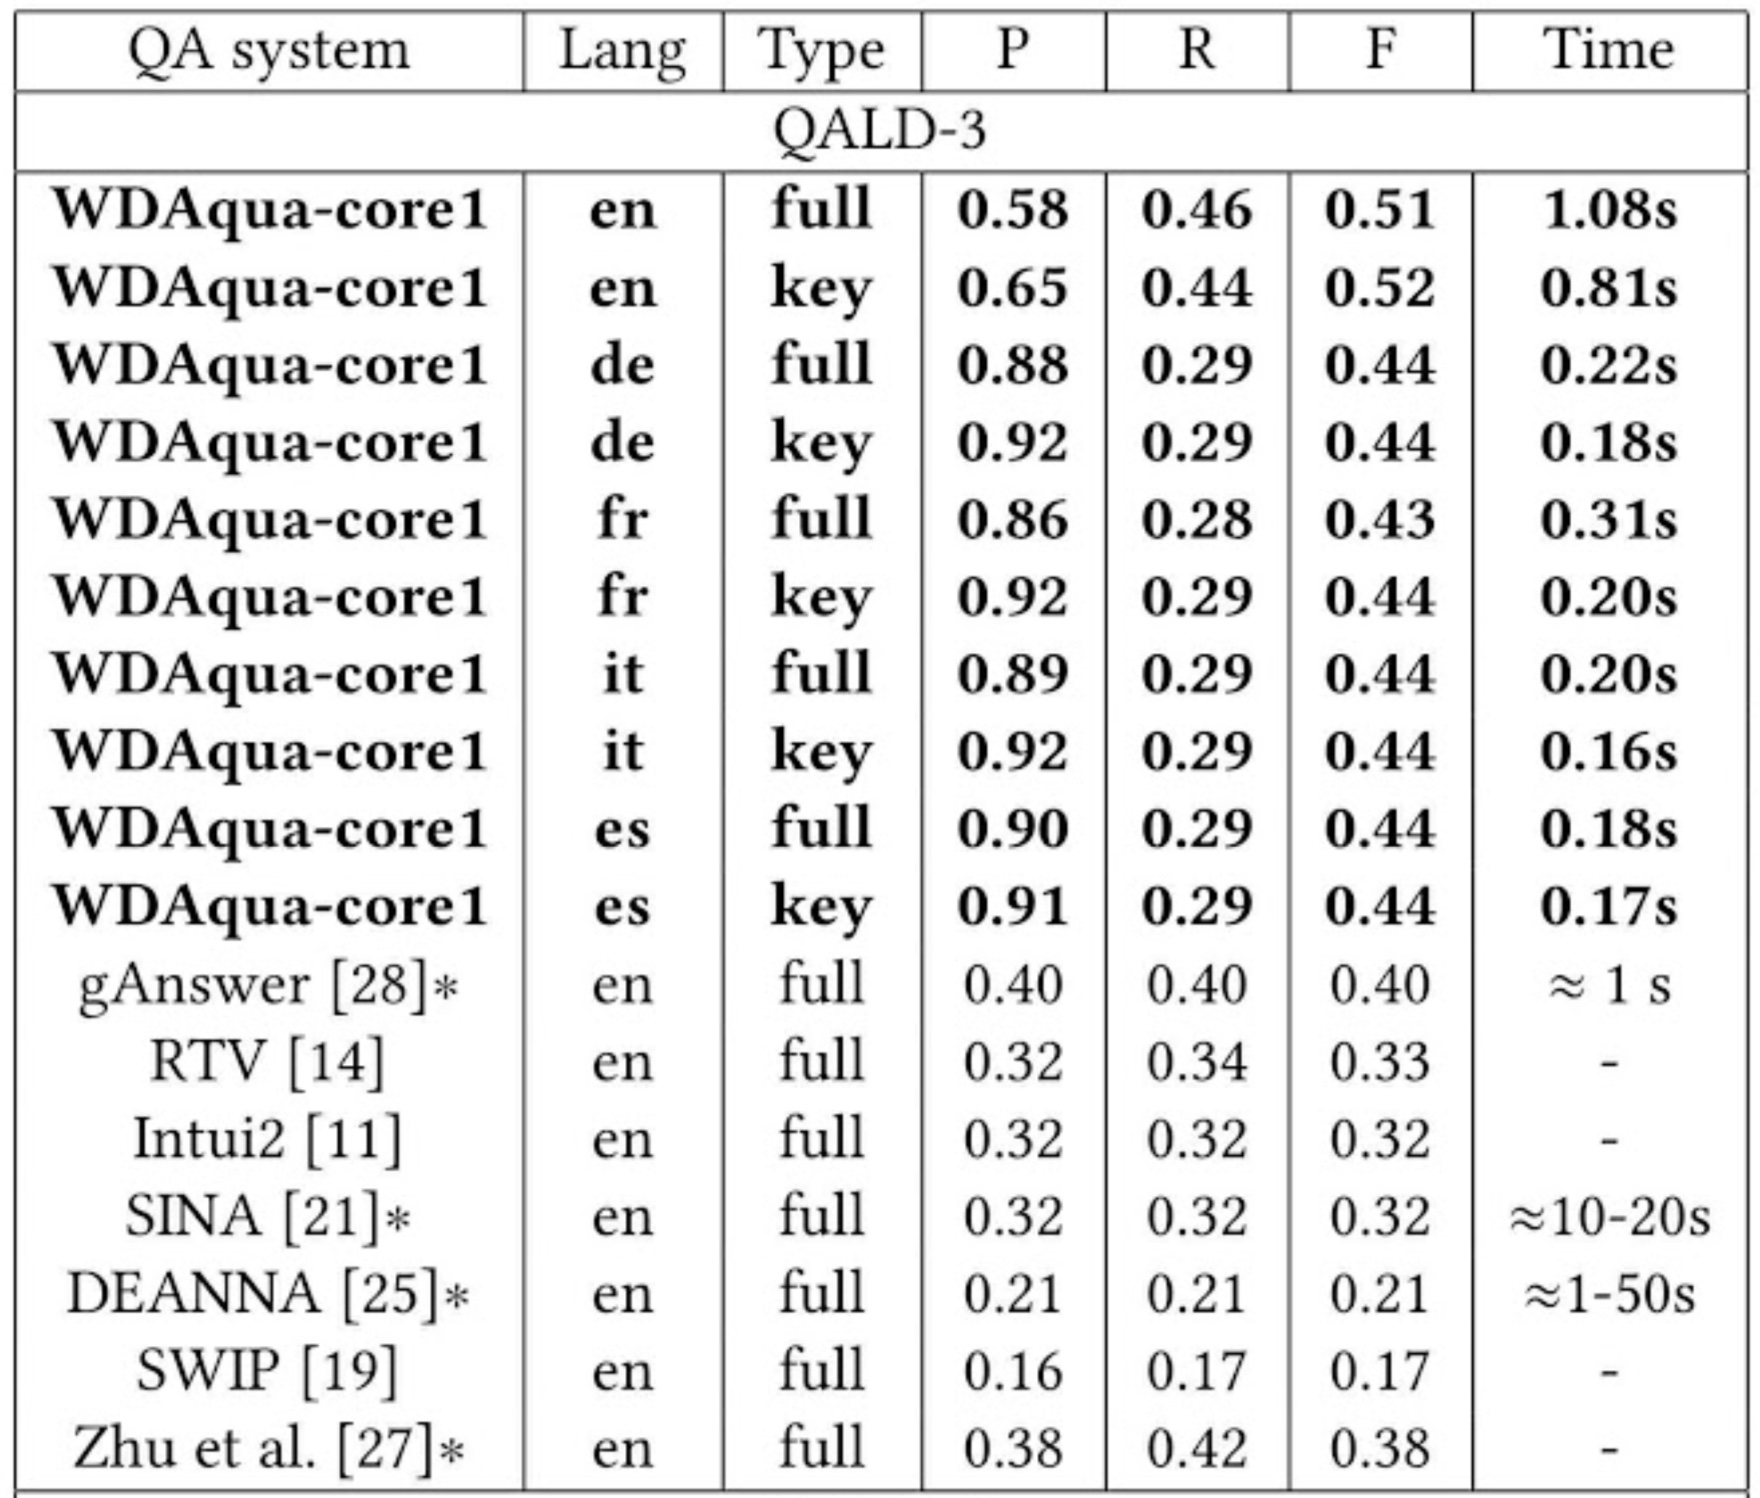 QA system Lang Type P R F Time
QALD-3
WDAqua-core1 en full 0.58 0.46 0.51 1.08s
WDAqua-core1 en key 0.65 0.44 0.52 0.81s
WDAqua-core1 de full 0.88 0.29 0.44 0.22s
WDAqua-core1 de key 0.92 0.29 0.44 0.18s
WDAqua-core1 fr full 0.86 0.28 0.43 0.31s
WDAqua-core1 fr key 0.92 0.29 0.44 0.20s
WDAqua-core1 it full 0.89 0.29 0.44 0.20s
WDAqua-core1 it key 0.92 0.29 0.44 0.16s
WDAqua-core1 es full 0.90 0.29 0.44 0.18s
WDAqua-core1 es key 0.91 0.29 0.44 0.17s
gAnswer [28]* en full 0.40 0.40 0.40 ≈ 1 s
RTV [14] en full 0.32 0.34 0.33 -
Intui2 [11] en full 0.32 0.32 0.32 -
SINA [21]* en full 0.32 0.32 0.32 ≈10-20s
DEANNA [25]* en full 0.21 0.21 0.21 ≈1-50s
SWIP [19] en full 0.16 0.17 0.17 -
Zhu et al. [27]* en full 0.38 0.42 0.38 -